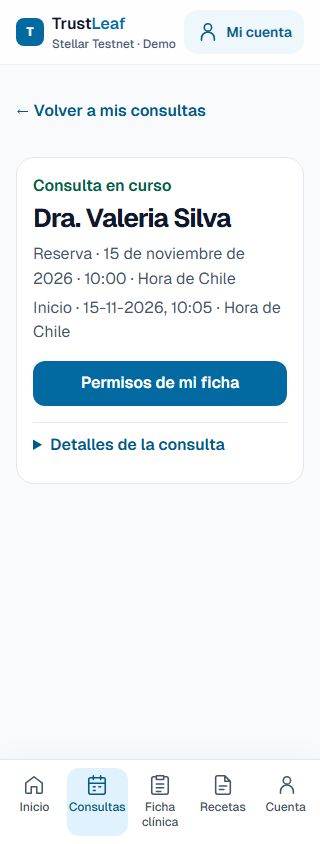 T
TrustLeaf
Stellar Testnet · Demo
Mi cuenta
← Volver a mis consultas
Consulta en curso
Dra. Valeria Silva
Reserva · 15 de noviembre de
2026 · 10:00 · Hora de Chile
Inicio · 15-11-2026, 10:05 · Hora de
Chile
Permisos de mi ficha
▶ Detalles de la consulta
Inicio
Consultas
Ficha
clínica
Recetas
Cuenta